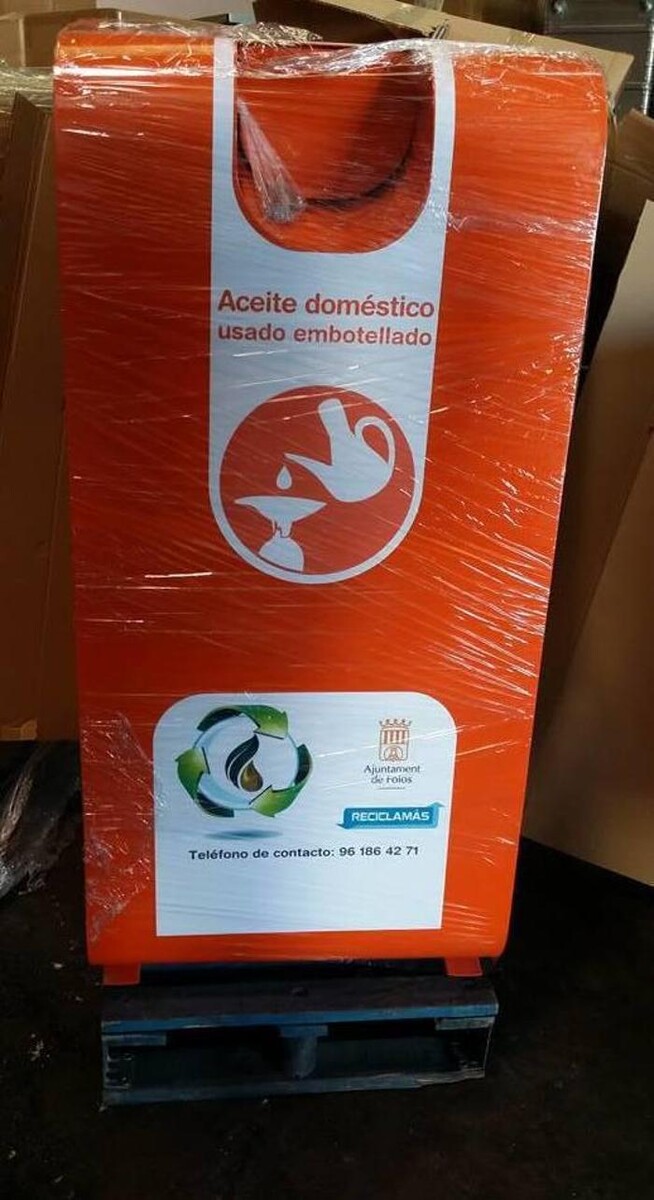 Aceite doméstico
usado embotellado
Ajuntament
de Foios
RECICLAMÁS
Teléfono de contacto: 96 186 42 71